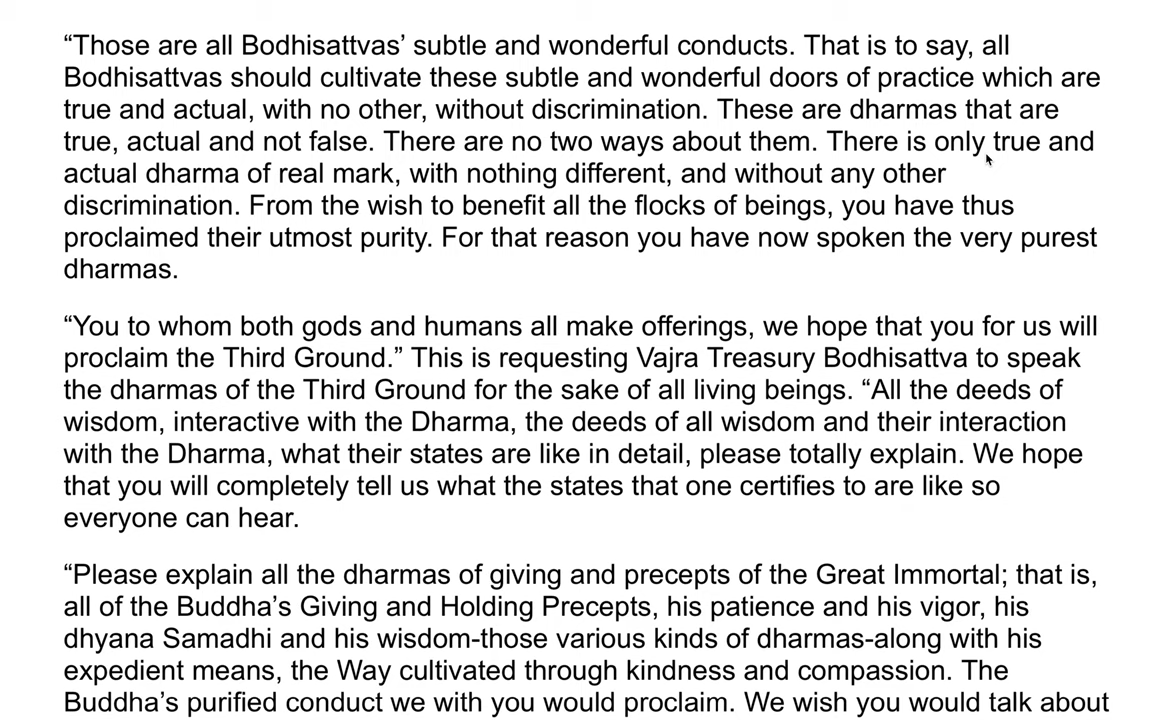 “Those are all Bodhisattvas’ subtle and wonderful conducts. That is to say, all
Bodhisattvas should cultivate these subtle and wonderful doors of practice which are
true and actual, with no other, without discrimination. These are dharmas that are
true, actual and not false. There are no two ways about them. There is only true and
actual dharma of real mark, with nothing different, and without any other
discrimination. From the wish to benefit all the flocks of beings, you have thus
proclaimed their utmost purity. For that reason you have now spoken the very purest
dharmas.
“You to whom both gods and humans all make offerings, we hope that you for us will
proclaim the Third Ground.” This is requesting Vajra Treasury Bodhisattva to speak
the dharmas of the Third Ground for the sake of all living beings. “All the deeds of
wisdom, interactive with the Dharma, the deeds of all wisdom and their interaction
with the Dharma, what their states are like in detail, please totally explain. We hope
that you will completely tell us what the states that one certifies to are like so
everyone can hear.
“Please explain all the dharmas of giving and precepts of the Great Immortal; that is,
all of the Buddha’s Giving and Holding Precepts, his patience and his vigor, his
dhyana Samadhi and his wisdom-those various kinds of dharmas-along with his
expedient means, the Way cultivated through kindness and compassion. The
Buddha’s purified conduct we with you would proclaim. We wish you would talk about